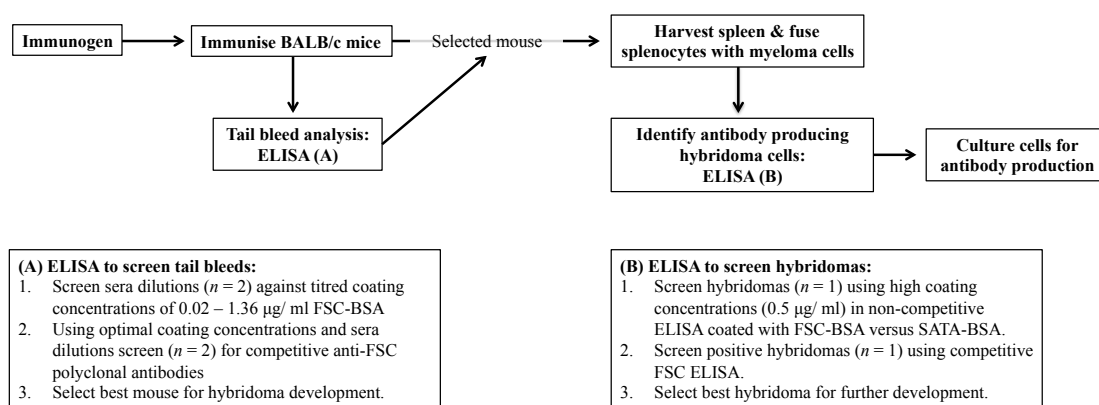 Immunogen
Immunise BALB/c mice
Selected mouse
Harvest spleen & fuse
splenocytes with myeloma cells
Tail bleed analysis:
ELISA (A)
Identify antibody producing
hybridoma cells:
ELISA (B)
Culture cells for
antibody production
(A) ELISA to screen tail bleeds:
1. Screen sera dilutions (n = 2) against titred coating
concentrations of 0.02 – 1.36 μg/ ml FSC-BSA
2. Using optimal coating concentrations and sera
dilutions screen (n = 2) for competitive anti-FSC
polyclonal antibodies
3. Select best mouse for hybridoma development.
(B) ELISA to screen hybridomas:
1. Screen hybridomas (n = 1) using high coating
concentrations (0.5 μg/ ml) in non-competitive
ELISA coated with FSC-BSA versus SATA-BSA.
2. Screen positive hybridomas (n = 1) using competitive
FSC ELISA.
3. Select best hybridoma for further development.